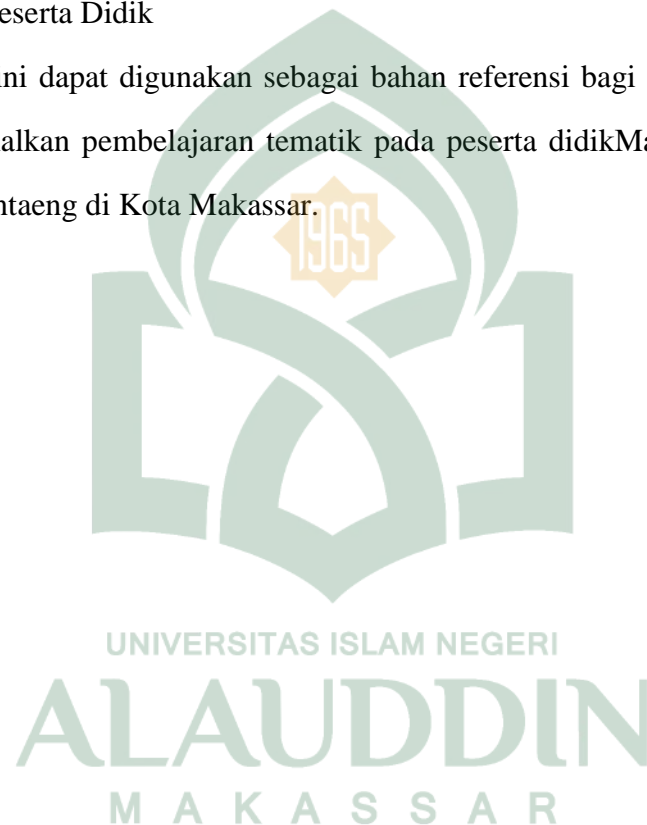 eserta Didik
ini dapat digunakan sebagai bahan referensi bagi
alkan pembelajaran tematik pada peserta didikMa
ntaeng di Kota Makassar.
1965
UNIVERSITAS ISLAM NEGERI
ALAUDDIN
MAKASSAR